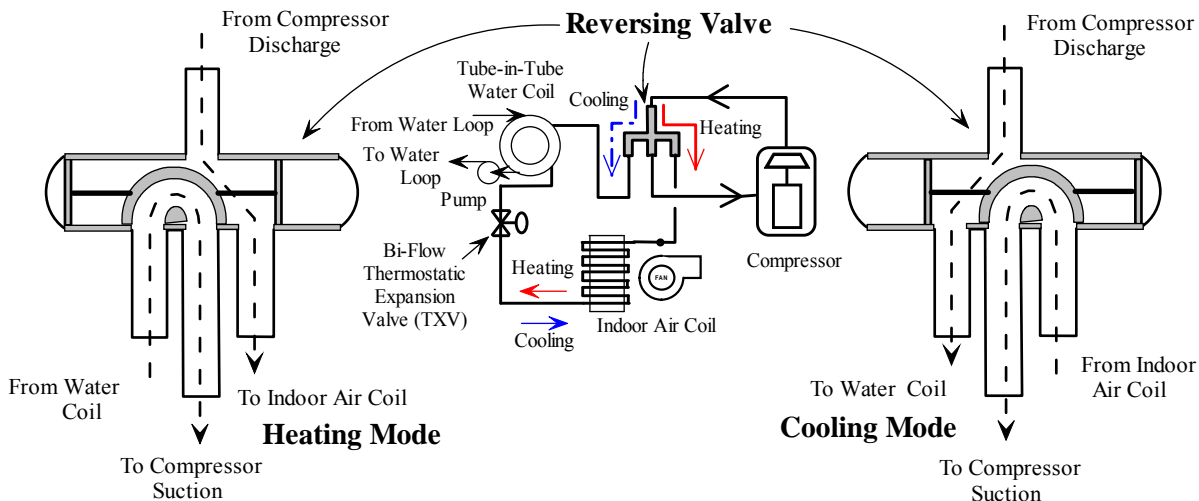 Reversing Valve
From Compressor
Discharge
From Water
Coil
To Indoor Air Coil
Heating Mode
To Compressor
Suction
Tube-in-Tube
Water Coil
From Water Loop
To Water
Loop
Pump
Bi-Flow
Thermostatic
Expansion
Valve (TXV)
Cooling
Heating
Heating
Cooling
FAN
Indoor Air Coil
Compressor
From Compressor
Discharge
To Water Coil
From Indoor
Air Coil
Cooling Mode
To Compressor
Suction